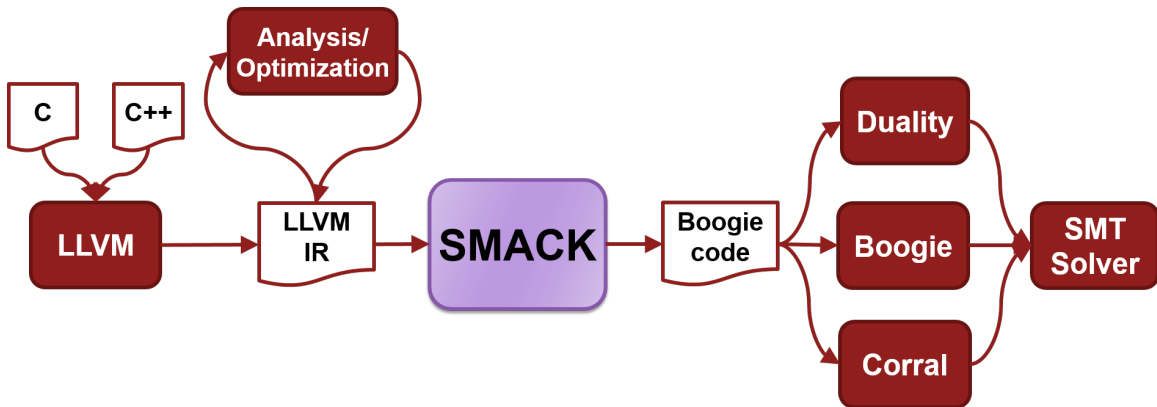 Analysis/
Optimization
C
C++
LLVM
LLVM
IR
SMACK
Boogie
code
Duality
Boogie
Corral
SMT
Solver